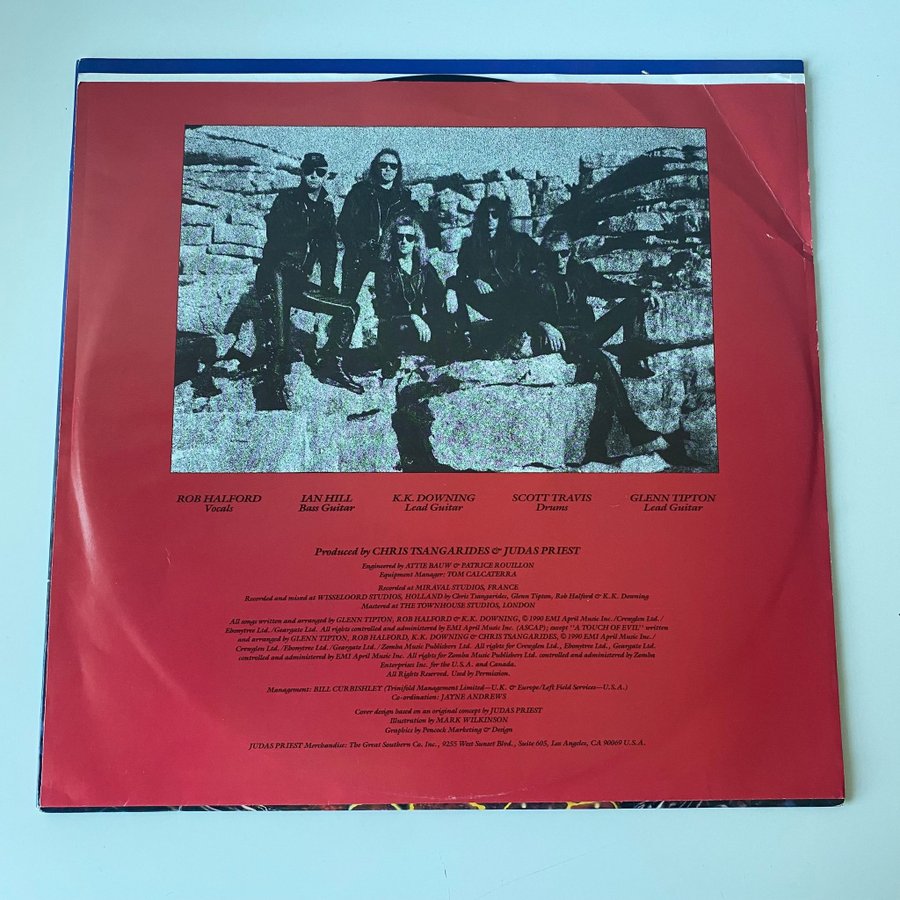 ROB HALFORD IAN HILL K.K. DOWNING SCOTT TRAVIS GLENN TIPTON
Vocals Bass Guitar Lead Guitar Drums Lead Guitar
Produced by CHRIS TSANGARIDES & JUDAS PRIEST
Engineered by ATTIE BAUW & PATRICE ROUILLON
Equipment Manager: TOM CALCATERRA
Recorded at MIRAVAL STUDIOS, FRANCE
Recorded and mixed at WISSELOORD STUDIOS, HOLLAND by Chris Tsangarides, Glenn Tipton, Rob Halford & K.K. Downing
Mastered at THE TOWNHOUSE STUDIOS, LONDON
All songs written and arranged by GLENN TIPTON, ROB HALFORD & K.K. DOWNING, © 1990 EMI April Music Inc./Crewglen Ltd./
Ebonytree Ltd./Geargate Ltd. All rights controlled and administered by EMI April Music Inc. (ASCAP); except "A TOUCH OF EVIL" written
and arranged by GLENN TIPTON, ROB HALFORD, K.K. DOWNING & CHRIS TSANGARIDES, © 1990 EMI April Music Inc./
Crewglen Ltd./Ebonytree Ltd./Geargate Ltd./Zomba Music Publishers Ltd. All rights for Crewglen Ltd., Ebonytree Ltd., Geargate Ltd.
controlled and administered by EMI April Music Inc. All rights for Zomba Music Publishers Ltd. controlled and administered by Zomba
Enterprises Inc. for the U.S.A. and Canada.
All Rights Reserved. Used by Permission.
Management: BILL CURBISHLEY (Trinifold Management Limited—U.K. & Europe/Left Field Services—U.S.A.)
Co-ordination: JAYNE ANDREWS
Cover design based on an original concept by JUDAS PRIEST
Illustration by MARK WILKINSON
Graphics by Peacock Marketing & Design
JUDAS PRIEST Merchandise: The Great Southern Co. Inc., 9255 West Sunset Blvd., Suite 605, Los Angeles, CA 90069 U.S.A.